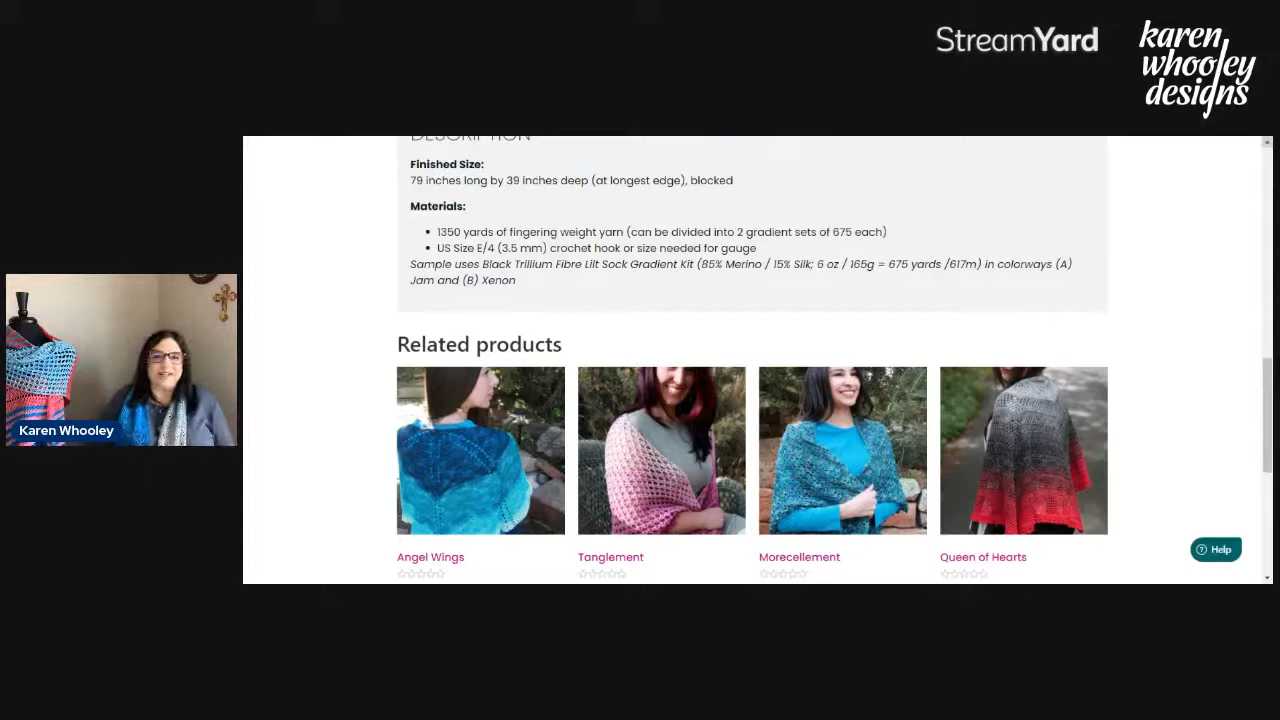 StreamYard
karen
whooley
designs
DESCRIPTION
Finished Size:
79 inches long by 39 inches deep (at longest edge), blocked
Materials:
1350 yards of fingering weight yarn (can be divided into 2 gradient sets of 675 each)
US Size E/4 (3.5 mm) crochet hook or size needed for gauge
Sample uses Black Trillium Fibre Lilt Sock Gradient Kit (85% Merino / 15% Silk; 6 oz / 165g = 675 yards /617m) in colorways (A)
Jam and (B) Xenon
Related products
Karen Whooley
Angel Wings
Tanglement
Morecellement
Queen of Hearts
Help